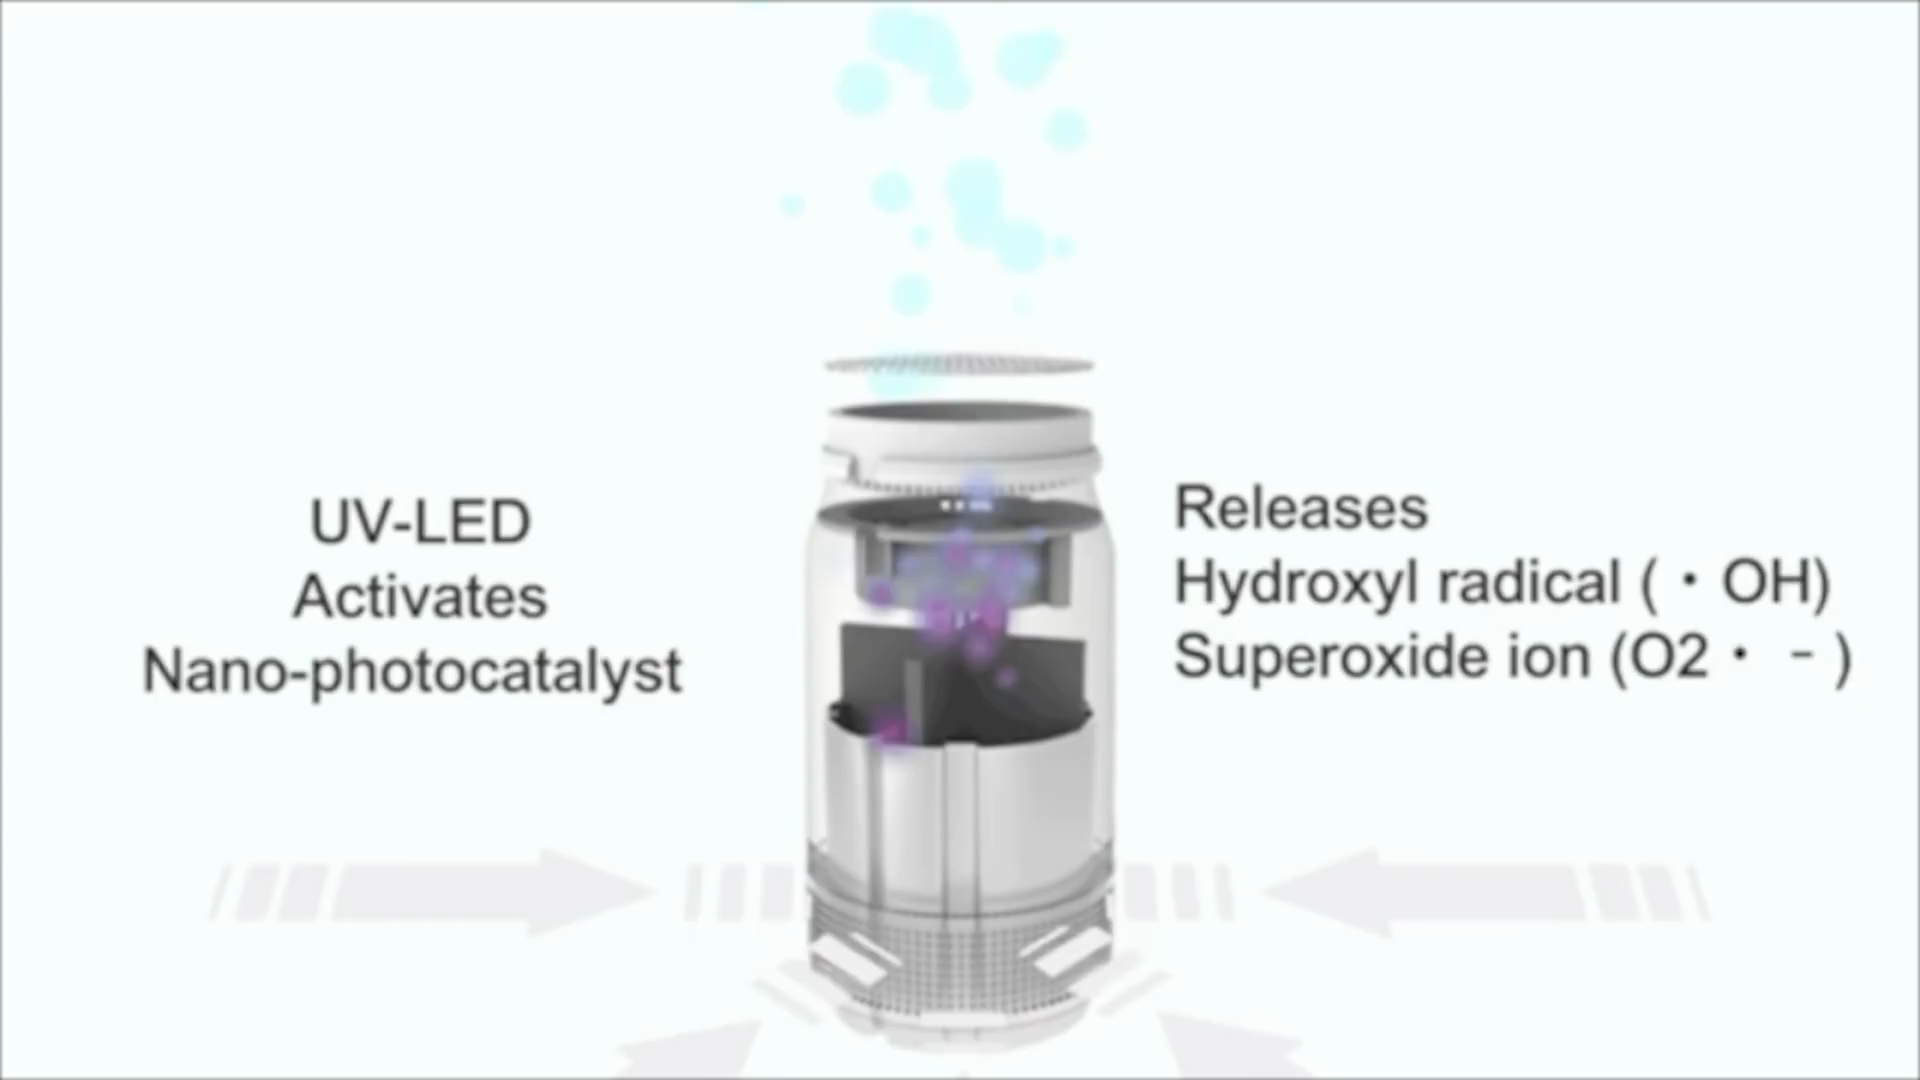 UV-LED
Activates
Nano-photocatalyst
Releases
Hydroxyl radical (・OH)
Superoxide ion (O2・ － )